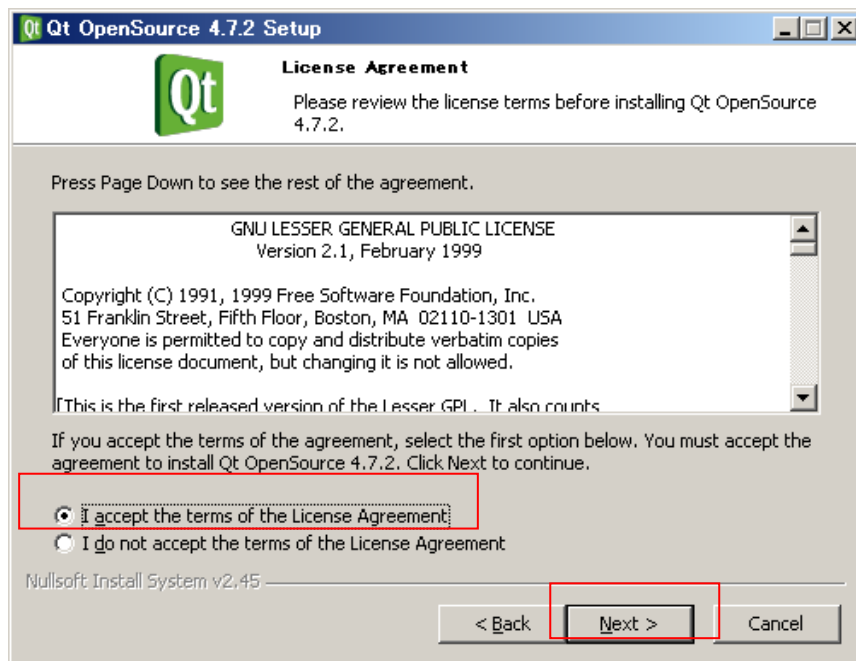 Qt Qt OpenSource 4.7.2 Setup
Qt
License Agreement
Please review the license terms before installing Qt OpenSource
4.7.2.
Press Page Down to see the rest of the agreement.
GNU LESSER GENERAL PUBLIC LICENSE
Version 2.1, February 1999
Copyright (C) 1991, 1999 Free Software Foundation, Inc.
51 Franklin Street, Fifth Floor, Boston, MA  02110-1301  USA
Everyone is permitted to copy and distribute verbatim copies
of this license document, but changing it is not allowed.
[This is the first released version of the Lesser GPL.  It also counts
If you accept the terms of the agreement, select the first option below. You must accept the
agreement to install Qt OpenSource 4.7.2. Click Next to continue.
I accept the terms of the License Agreement
I do not accept the terms of the License Agreement
Nullsoft Install System v2.45
< Back
Next >
Cancel